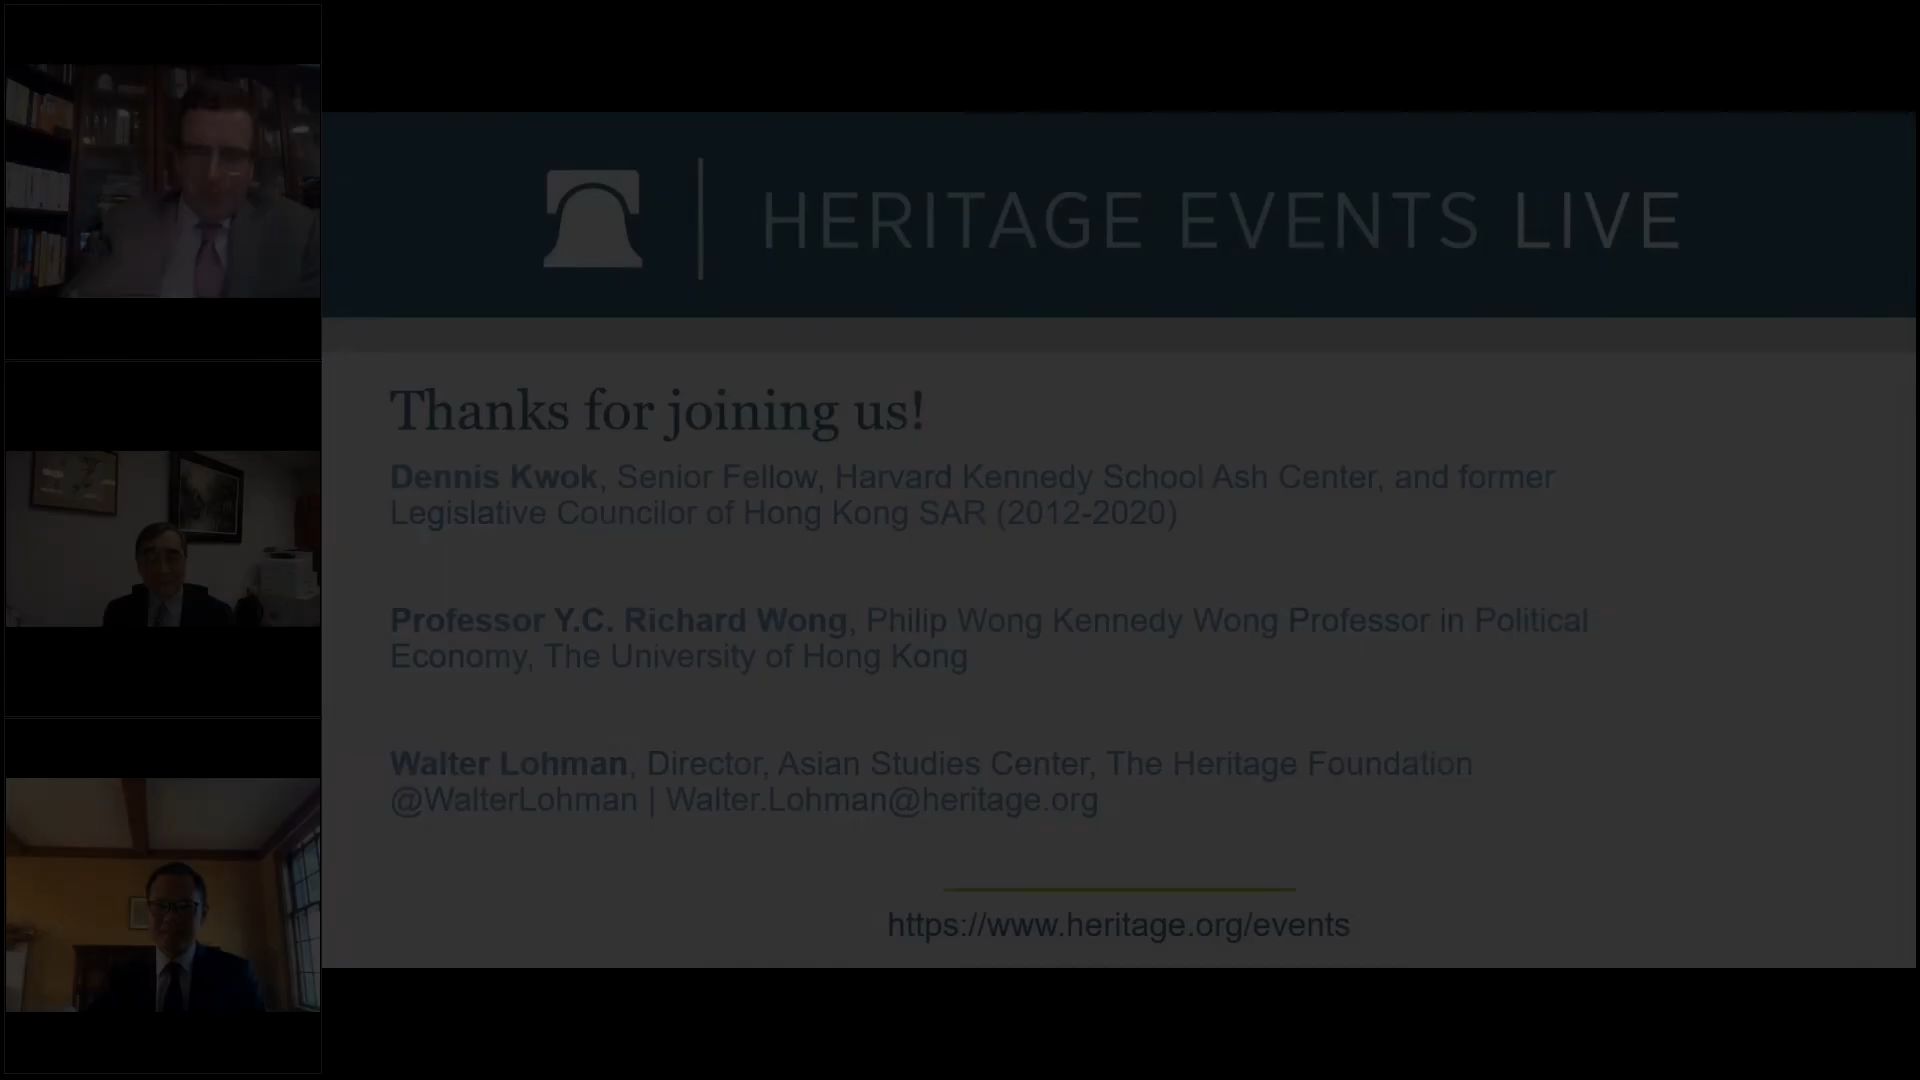 HERITAGE EVENTS LIVE
Thanks for joining us!
Dennis Kwok, Senior Fellow, Harvard Kennedy School Ash Center, and former
Legislative Councilor of Hong Kong SAR (2012-2020)
Professor Y.C. Richard Wong, Philip Wong Kennedy Wong Professor in Political
Economy, The University of Hong Kong
Walter Lohman, Director, Asian Studies Center, The Heritage Foundation
@WalterLohman | Walter.Lohman@heritage.org
https://www.heritage.org/events